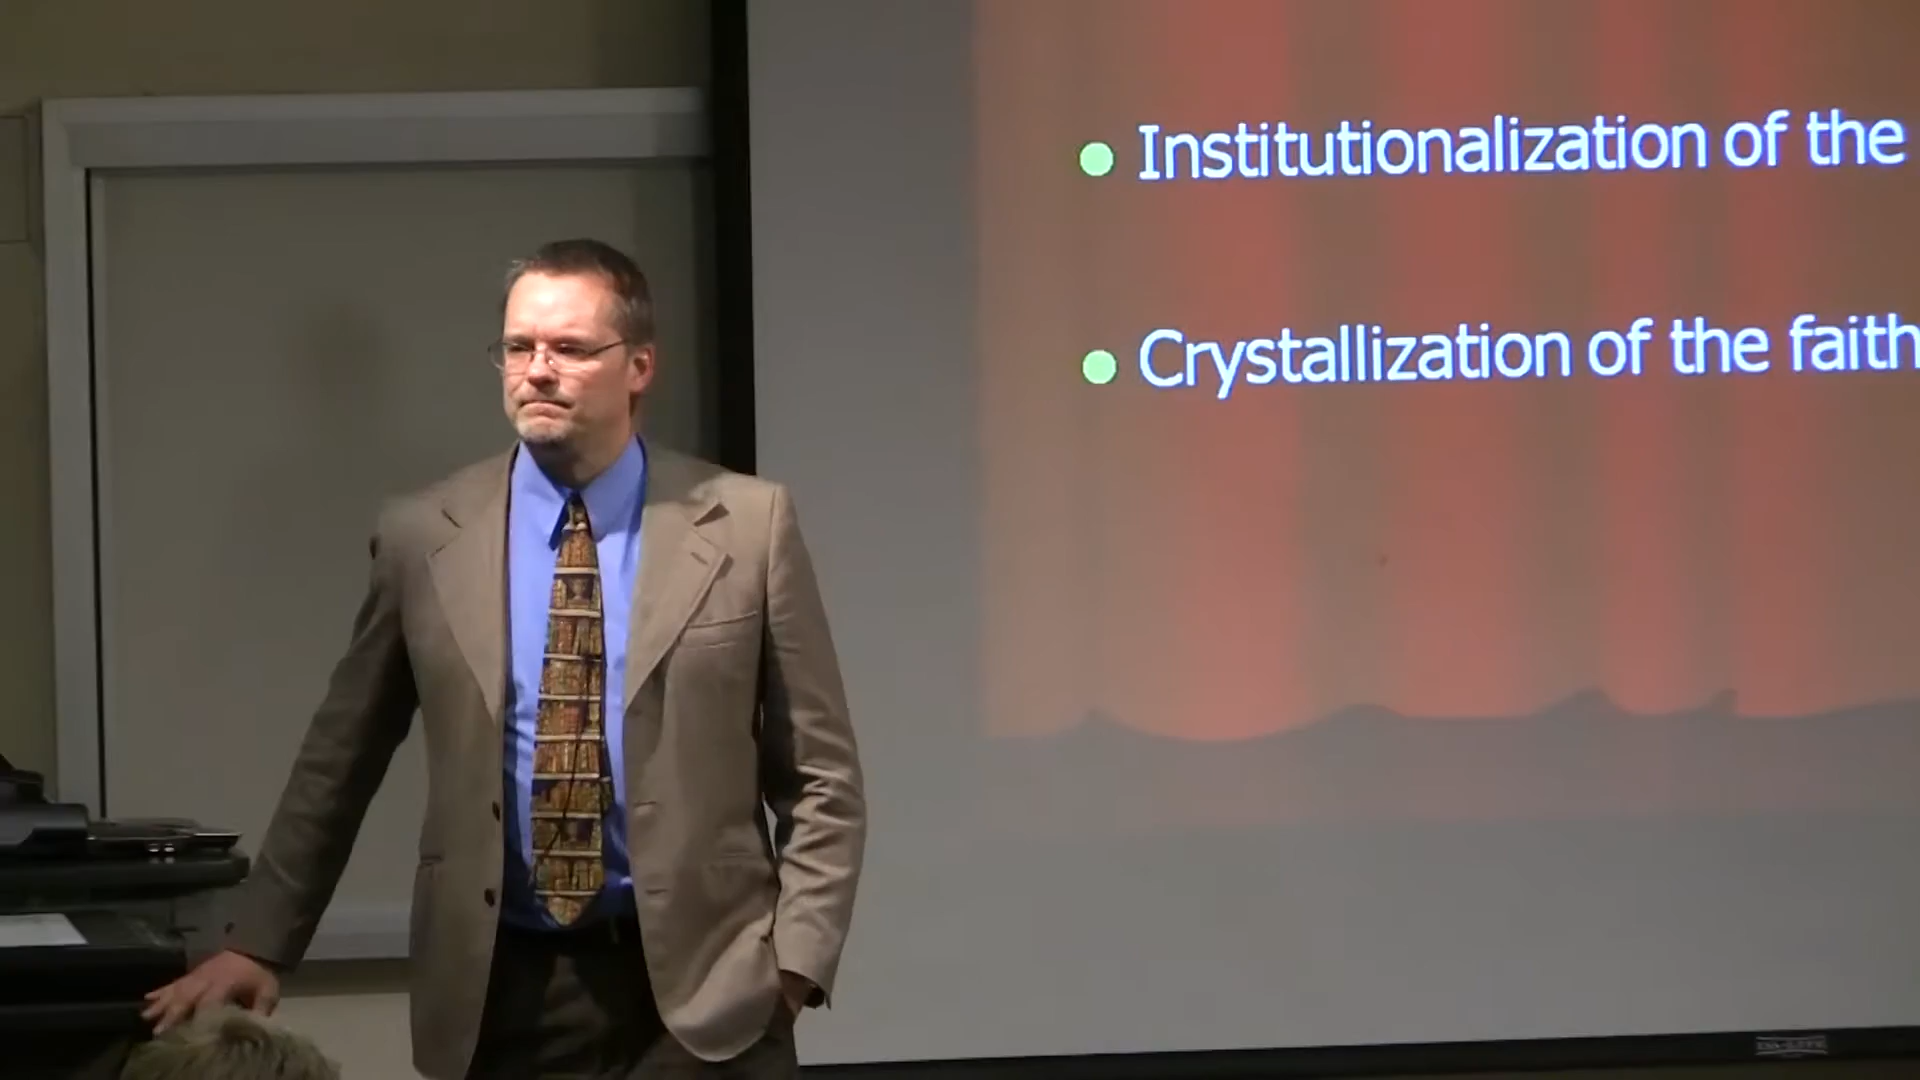 Institutionalization of the
Crystallization of the faith